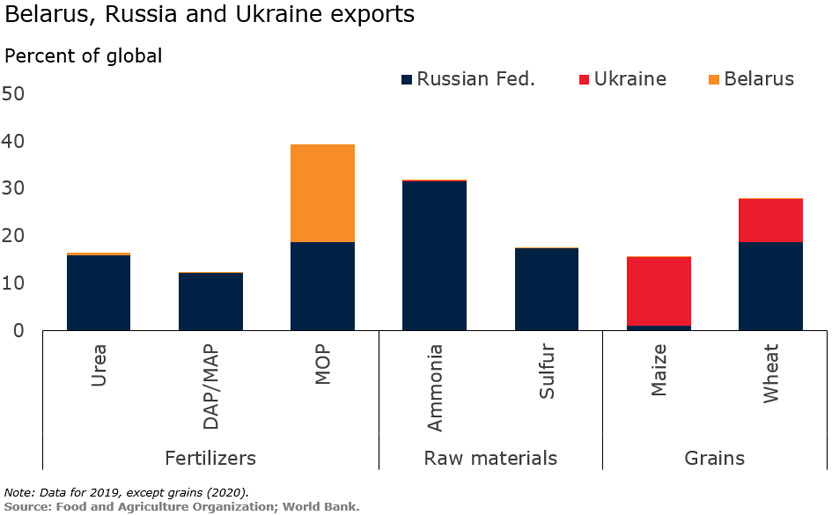 Belarus, Russia and Ukraine exports
Percent of global
Russian Fed. Ukraine Belarus
50
40
30
20
10
0
Urea DAP/MAP MOP Ammonia Sulfur Maize Wheat
Fertilizers Raw materials Grains
Note: Data for 2019, except grains (2020).
Source: Food and Agriculture Organization; World Bank.